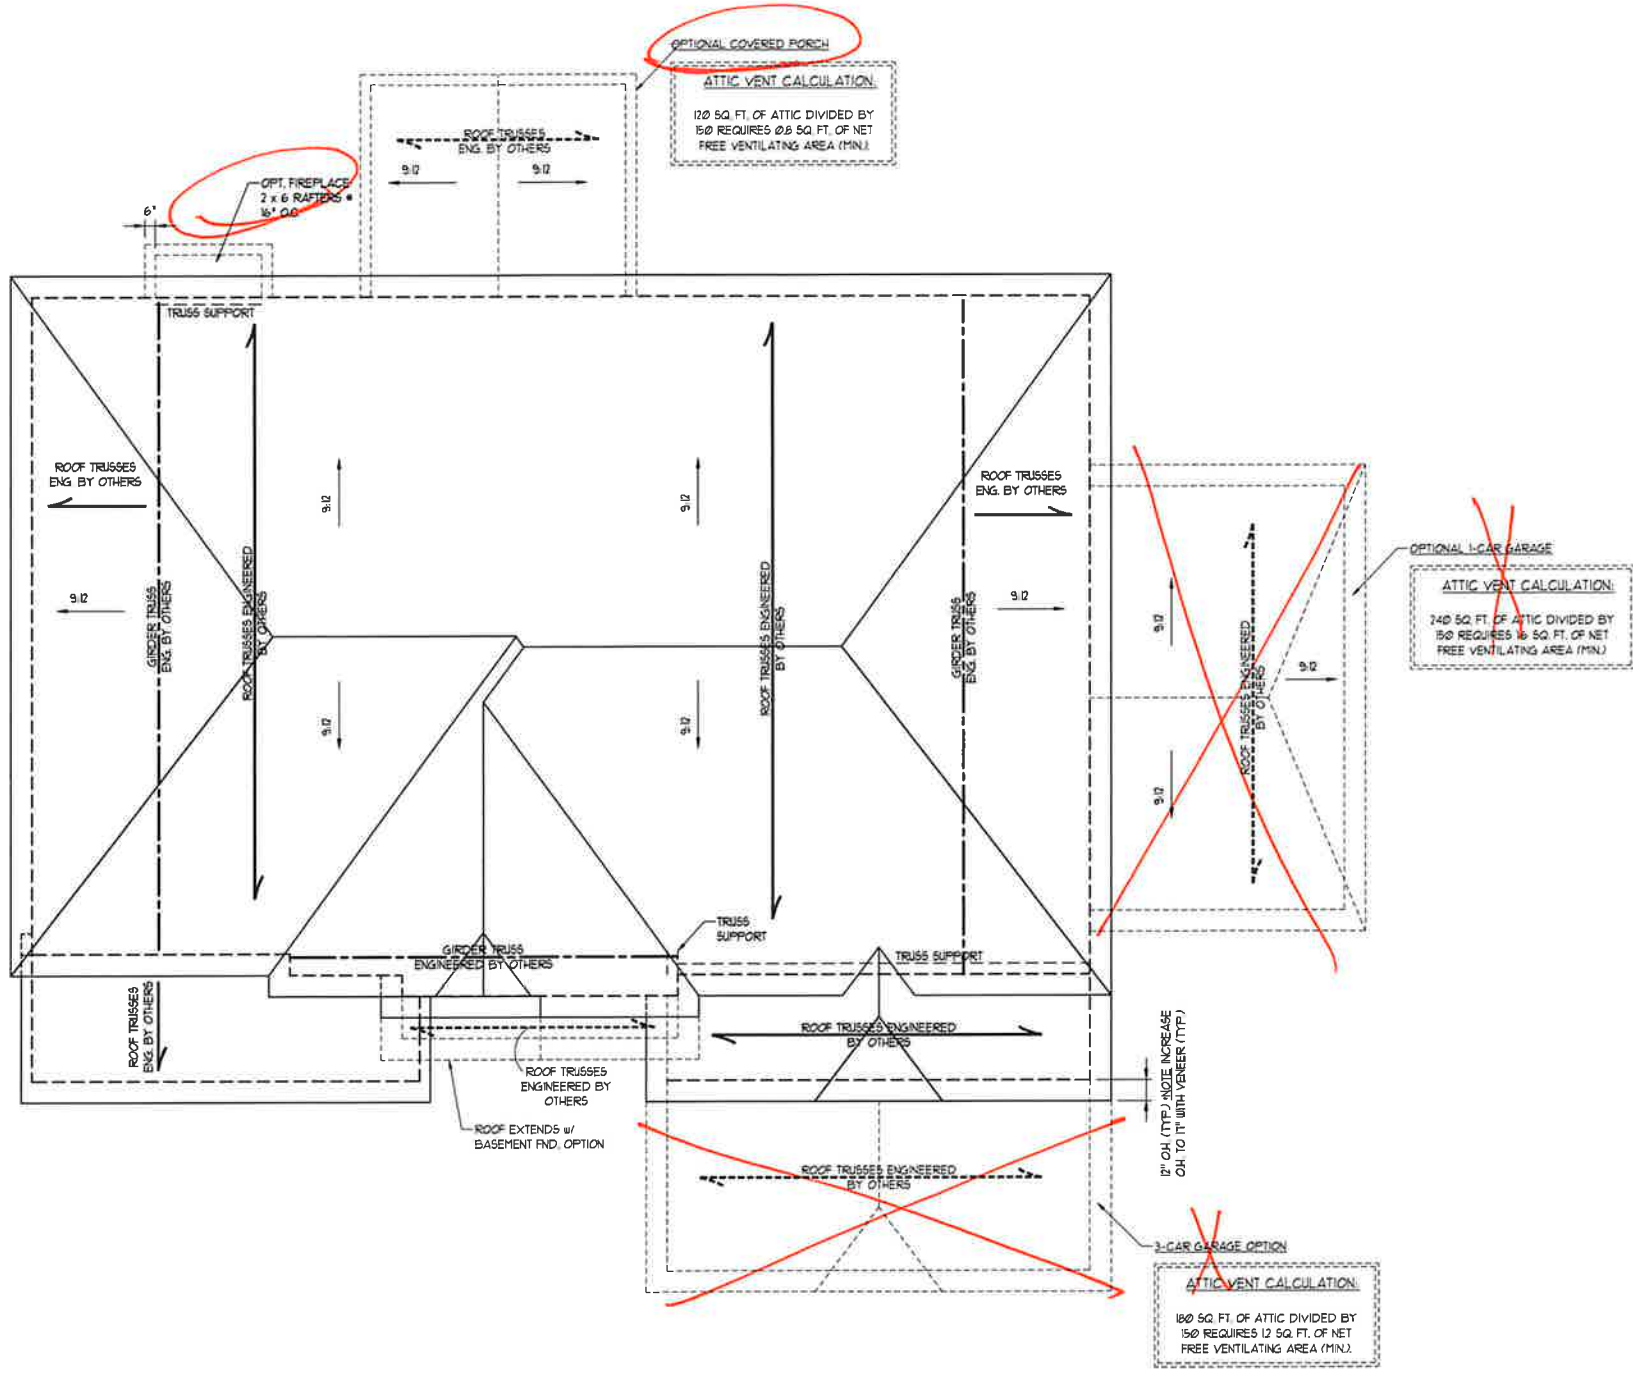 OPTIONAL COVERED PORCH
ATTIC VENT CALCULATION:
120 SQ. FT. OF ATTIC DIVIDED BY
150 REQUIRES 0.8 SQ. FT. OF NET
FREE VENTILATING AREA (MIN.).
ROOF TRUSSES
ENG. BY OTHERS
9:12
9:12
OPT. FIREPLACE
2 x 6 RAFTERS @
16" O.C.
6"
TRUSS SUPPORT
ROOF TRUSSES
ENG. BY OTHERS
9:12
GIRDER TRUSS
ENG. BY OTHERS
ROOF TRUSSES ENGINEERED
BY OTHERS
9:12
9:12
9:12
9:12
ROOF TRUSSES ENGINEERED
BY OTHERS
ROOF TRUSSES
ENG. BY OTHERS
9:12
GIRDER TRUSS
ENG. BY OTHERS
9:12
9:12
ROOF TRUSSES ENGINEERED
BY OTHERS
9:12
OPTIONAL 1-CAR GARAGE
ATTIC VENT CALCULATION:
240 SQ. FT. OF ATTIC DIVIDED BY
150 REQUIRES 1.6 SQ. FT. OF NET
FREE VENTILATING AREA (MIN.)
TRUSS
SUPPORT
GIRDER TRUSS
ENGINEERED BY OTHERS
TRUSS SUPPORT
ROOF TRUSSES
ENG. BY OTHERS
ROOF TRUSSES ENGINEERED
BY OTHERS
ROOF TRUSSES
ENGINEERED BY
OTHERS
ROOF EXTENDS w/
BASEMENT FND. OPTION
12" O.H. (TYP.) *NOTE INCREASE
O.H. TO 17" WITH VENEER (TYP.)
ROOF TRUSSES ENGINEERED
BY OTHERS
3-CAR GARAGE OPTION
ATTIC VENT CALCULATION:
180 SQ. FT. OF ATTIC DIVIDED BY
150 REQUIRES 1.2 SQ. FT. OF NET
FREE VENTILATING AREA (MIN.).